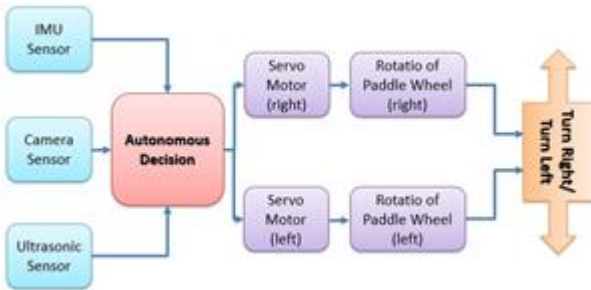 IMU
Sensor
Camera
Sensor
Ultrasonic
Sensor
Autonomous
Decision
Servo
Motor
(right)
Rotatio of
Paddle Wheel
(right)
Servo
Motor
(left)
Rotatio of
Paddle Wheel
(left)
Turn Right/
Turn Left